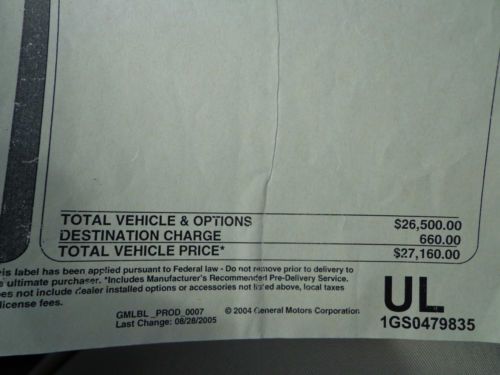 TOTAL VEHICLE & OPTIONS $26,500.00
DESTINATION CHARGE 660.00
TOTAL VEHICLE PRICE* $27,160.00
is label has been applied pursuant to Federal law - Do not remove prior to delivery to
e ultimate purchaser. *Includes Manufacturer's Recommended Pre-Delivery Service.
oes not include dealer installed options or accessories not listed above, local taxes
license fees.
GMLBL_PROD_0007 © 2004 General Motors Corporation
Last Change: 08/28/2005
UL
1GS0479835